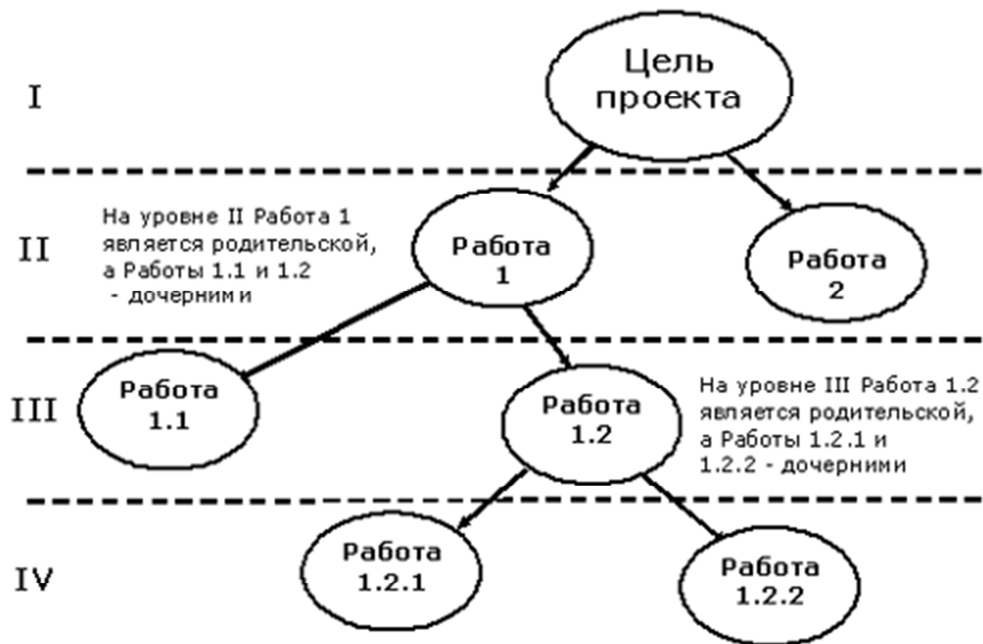 I
Цель
проекта
II
На уровне II Работа 1
является родительской,
а Работы 1.1 и 1.2
- дочерними
Работа
1
Работа
2
III
Работа
1.1
Работа
1.2
На уровне III Работа 1.2
является родительской,
а Работы 1.2.1 и
1.2.2 - дочерними
IV
Работа
1.2.1
Работа
1.2.2